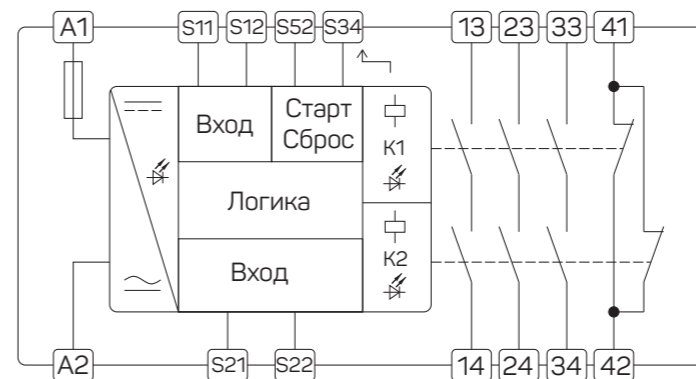 A1 S11 S12 S52 S34 13 23 33 41
Вход
Старт
Сброс
K1
Логика
Вход
K2
A2 S21 S22 14 24 34 42